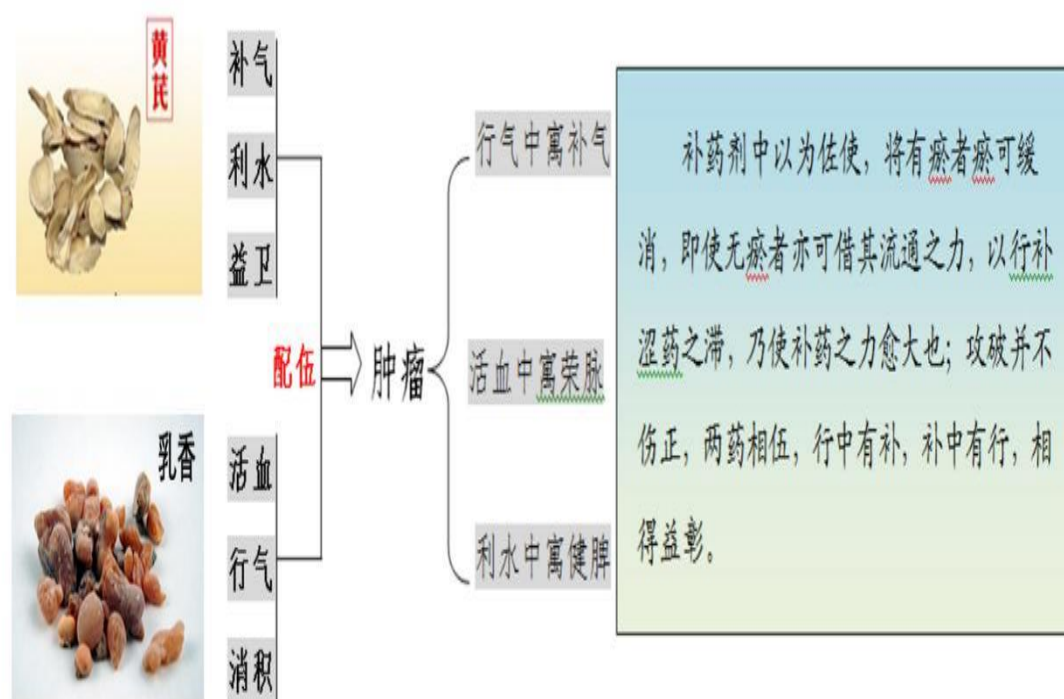 黄芪
补气
利水
益卫
配伍
乳香
活血
行气
消积
肿瘤
行气中寓补气
活血中寓荣脉
利水中寓健脾
补药剂中以为佐使，将有瘀者瘀可缓
消，即使无瘀者亦可借其流通之力，以行补
涩药之滞，乃使补药之力愈大也；攻破并不
伤正，两药相伍，行中有补，补中有行，相
得益彰。